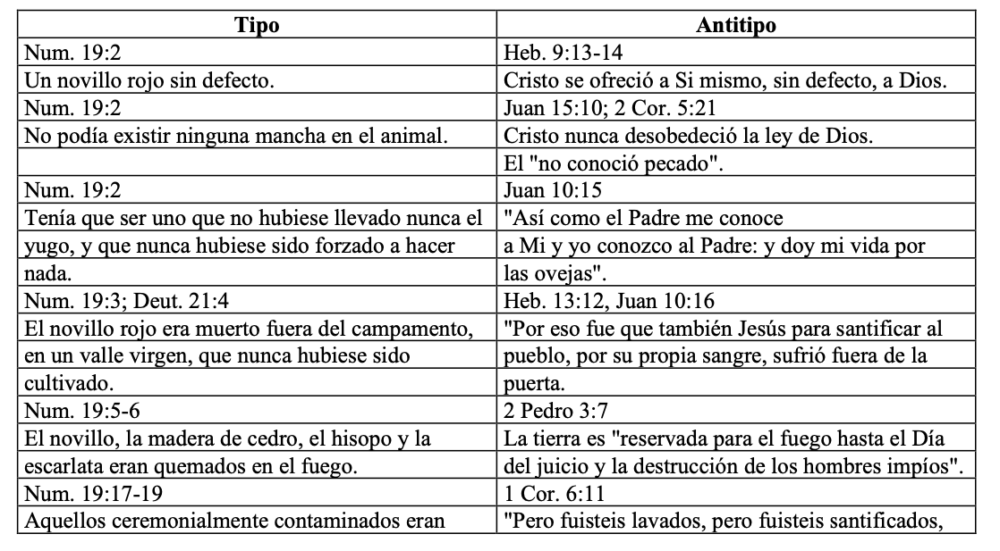 Tipo Antitipo
Num. 19:2 Heb. 9:13-14
Un novillo rojo sin defecto. Cristo se ofreció a Si mismo, sin defecto, a Dios.
Num. 19:2 Juan 15:10; 2 Cor. 5:21
No podía existir ninguna mancha en el animal. Cristo nunca desobedeció la ley de Dios.
El "no conoció pecado".
Num. 19:2 Juan 10:15
Tenía que ser uno que no hubiese llevado nunca el "Así como el Padre me conoce
yugo, y que nunca hubiese sido forzado a hacer a Mi y yo conozco al Padre: y doy mi vida por
nada. las ovejas".
Num. 19:3; Deut. 21:4 Heb. 13:12, Juan 10:16
El novillo rojo era muerto fuera del campamento, "Por eso fue que también Jesús para santificar al
en un valle virgen, que nunca hubiese sido pueblo, por su propia sangre, sufrió fuera de la
cultivado. puerta.
Num. 19:5-6 2 Pedro 3:7
El novillo, la madera de cedro, el hisopo y la La tierra es "reservada para el fuego hasta el Día
escarlata eran quemados en el fuego. del juicio y la destrucción de los hombres impíos".
Num. 19:17-19 1 Cor. 6:11
Aquellos ceremonialmente contaminados eran "Pero fuisteis lavados, pero fuisteis santificados,